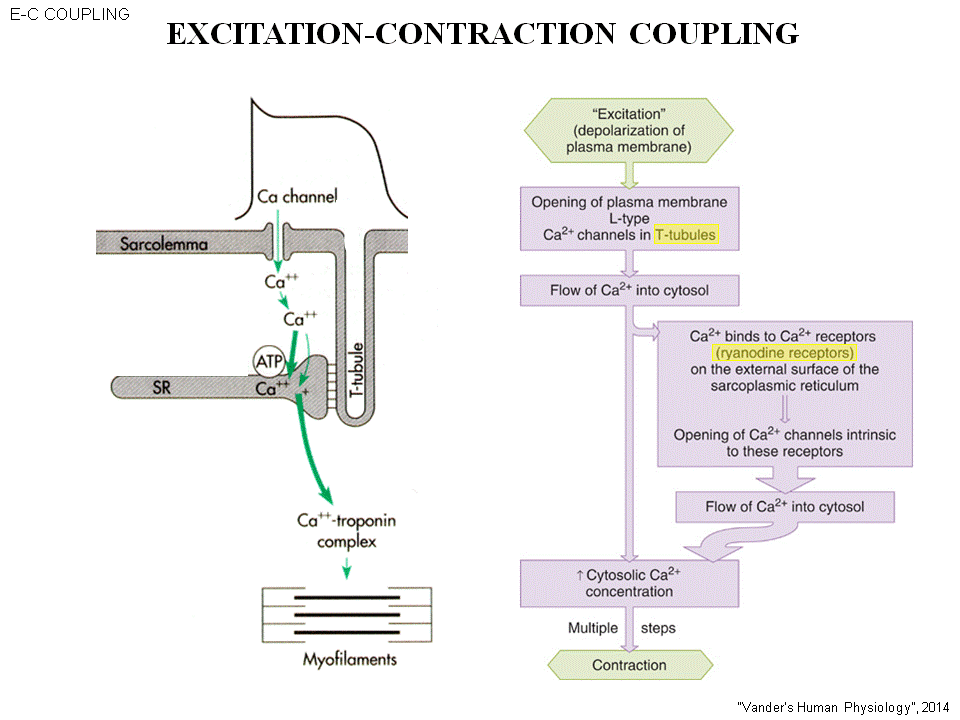 E-C COUPLING
EXCITATION-CONTRACTION COUPLING
Ca channel
Sarcolemma
Ca++
Ca++
ATP
SR
Ca++
+
T-tubule
Ca++-troponin
complex
Myofilaments
“Excitation”
(depolarization of
plasma membrane)
Opening of plasma membrane
L-type
Ca2+ channels in T-tubules
Flow of Ca2+ into cytosol
Ca2+ binds to Ca2+ receptors
(ryanodine receptors)
on the external surface of the
sarcoplasmic reticulum
Opening of Ca2+ channels intrinsic
to these receptors
Flow of Ca2+ into cytosol
↑ Cytosolic Ca2+
concentration
Multiple steps
Contraction
"Vander's Human Physiology", 2014